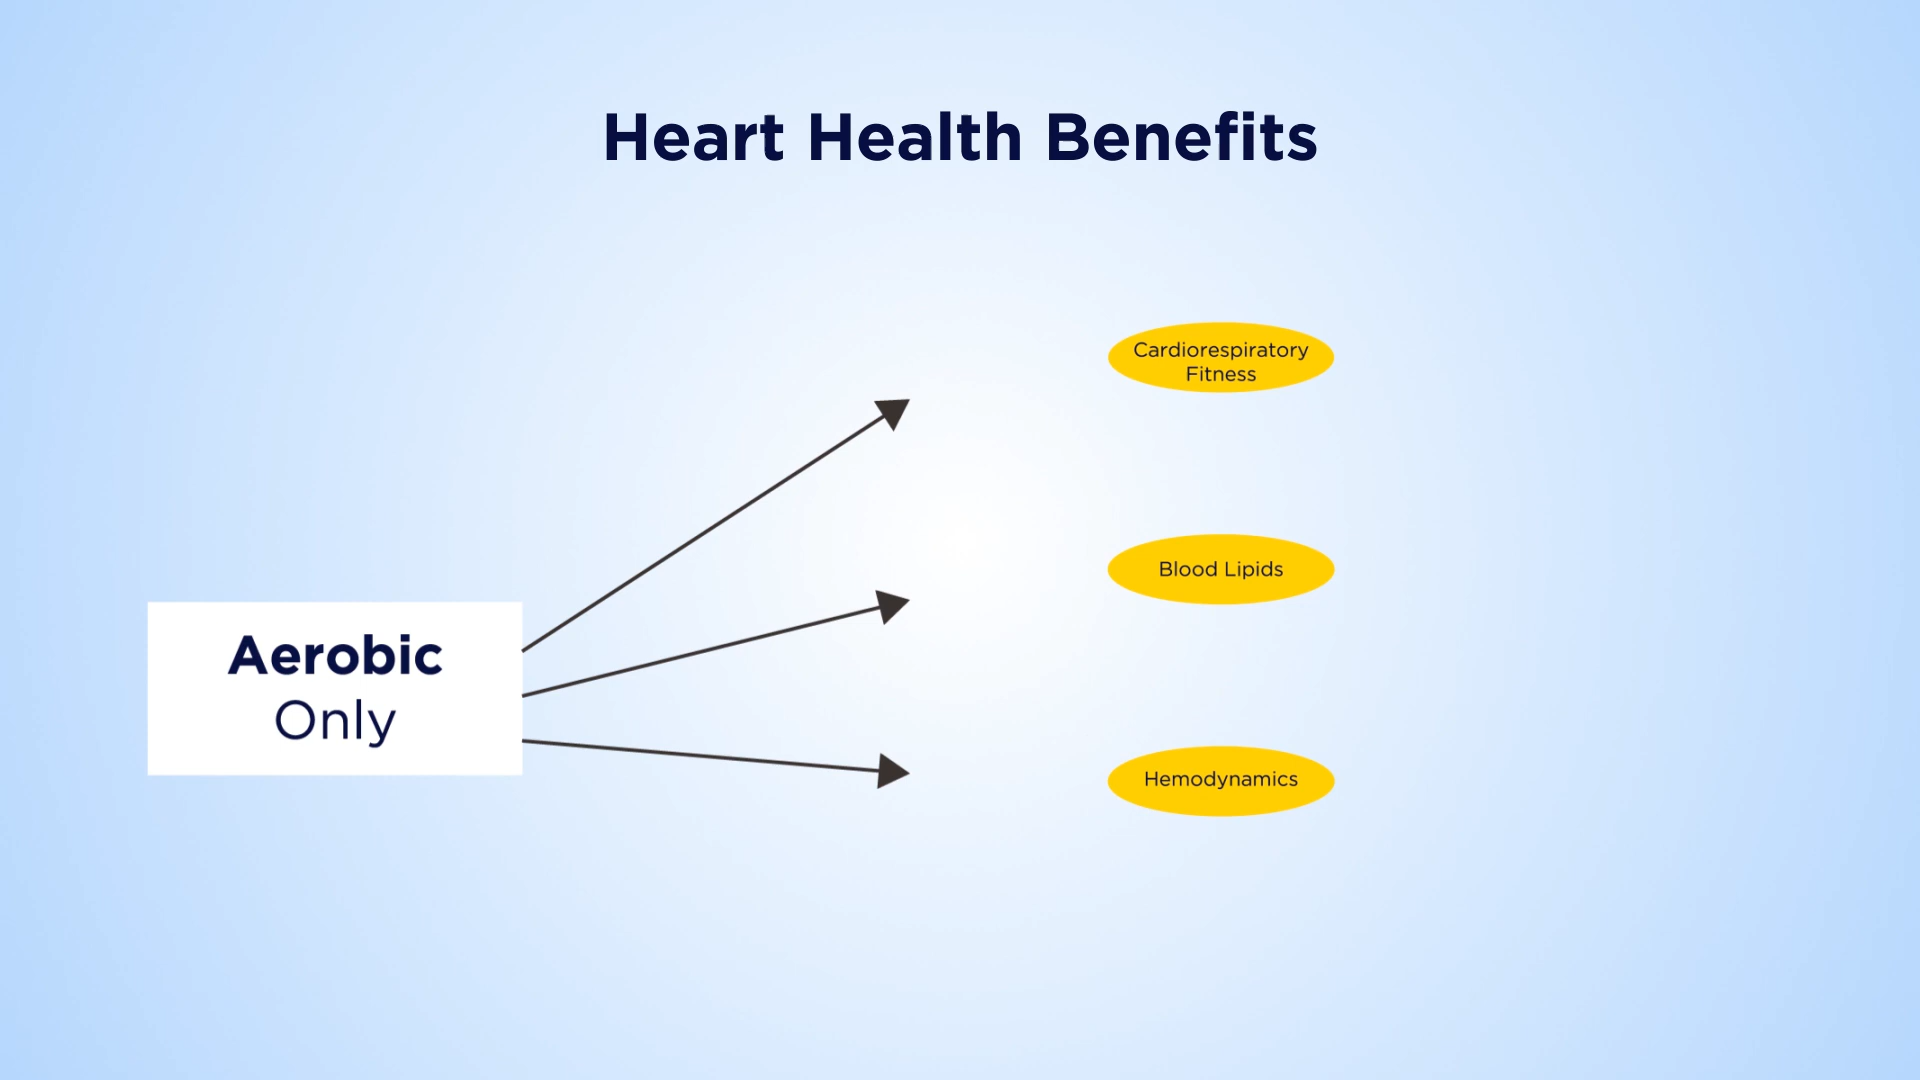 Heart Health Benefits
Cardiorespiratory
Fitness
Blood Lipids
Aerobic
Only
Hemodynamics